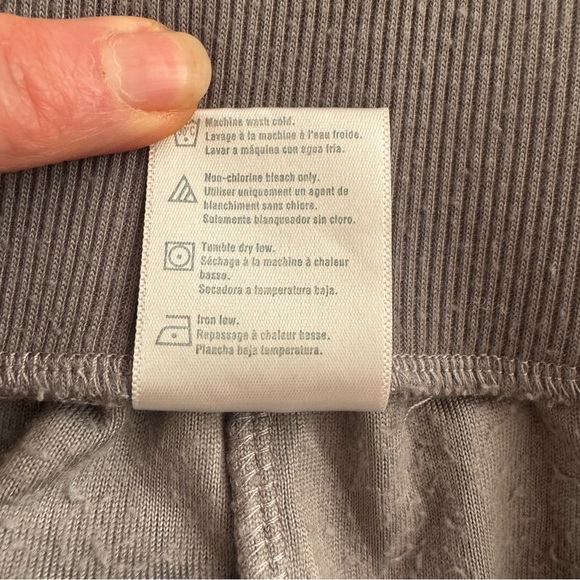 Machine wash cold.
Lavage à la machine à l'eau froide.
Lavar a máquina con agua fría.
Non-chlorine bleach only.
Utiliser uniquement un agent de
blanchiment sans chlore.
Solamente blanqueador sin cloro.
Tumble dry low.
Séchage à la machine à chaleur
basse.
Secadora a temperatura baja.
Iron low.
Repassage à chaleur basse.
Plancha baja temperatura.